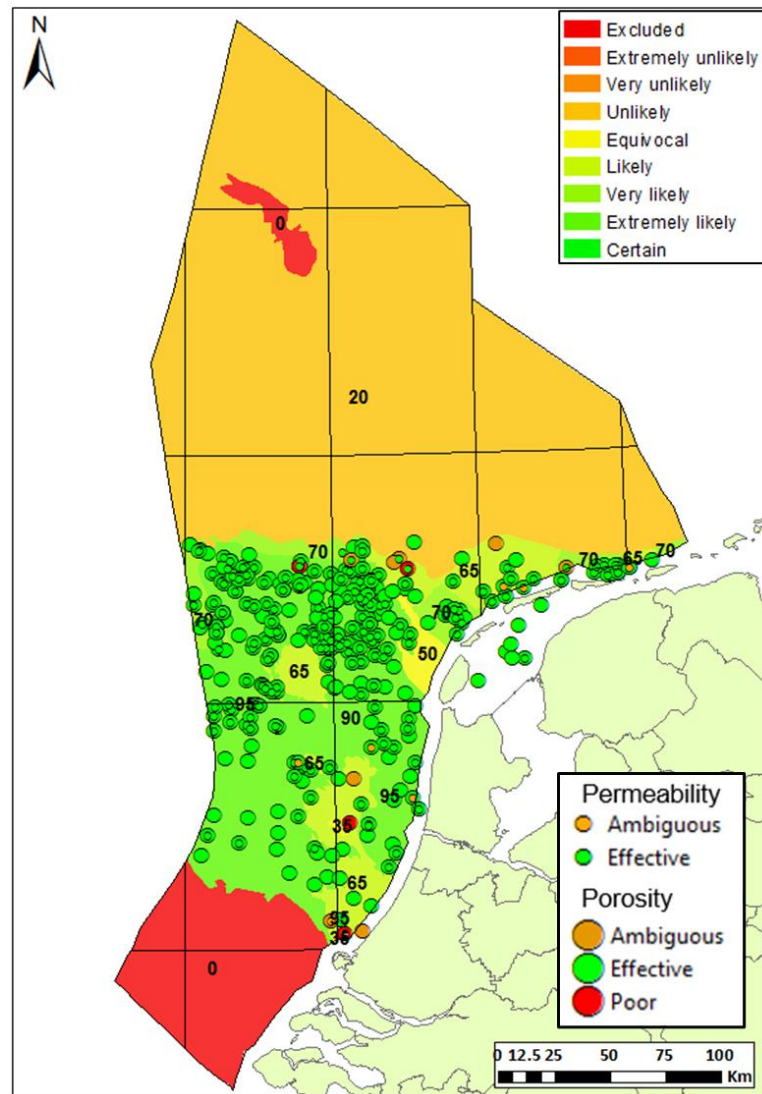 N
Excluded
Extremely unlikely
Very unlikely
Unlikely
Equivocal
Likely
Very likely
Extremely likely
Certain
0
20
70
65
70
65
70
70
70
50
65
95
90
65
95
35
65
95
35
0
Permeability
Ambiguous
Effective
Porosity
Ambiguous
Effective
Poor
0 12.5 25 50 75 100
Km